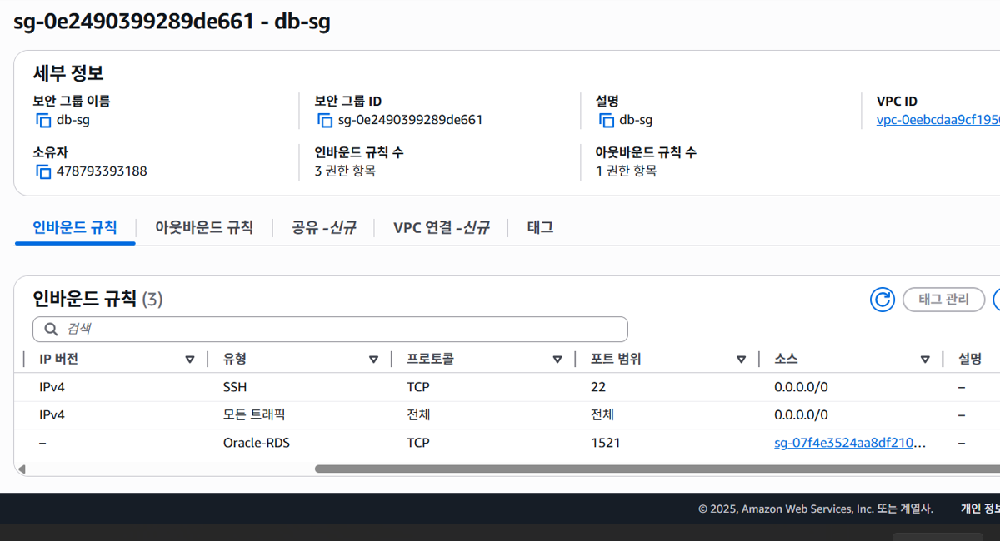 sg-0e2490399289de661 - db-sg
세부 정보
보안 그룹 이름
db-sg
보안 그룹 ID
sg-0e2490399289de661
설명
db-sg
VPC ID
vpc-0eebcdaa9cf195
소유자
478793393188
인바운드 규칙 수
3 권한 항목
아웃바운드 규칙 수
1 권한 항목
인바운드 규칙 아웃바운드 규칙 공유 -신규 VPC 연결 -신규 태그
인바운드 규칙 (3)
태그 관리
검색
IP 버전 유형 프로토콜 포트 범위 소스 설명
IPv4 SSH TCP 22 0.0.0.0/0 –
IPv4 모든 트래픽 전체 전체 0.0.0.0/0 –
– Oracle-RDS TCP 1521 sg-07f4e3524aa8df210... –
© 2025, Amazon Web Services, Inc. 또는 계열사. 개인